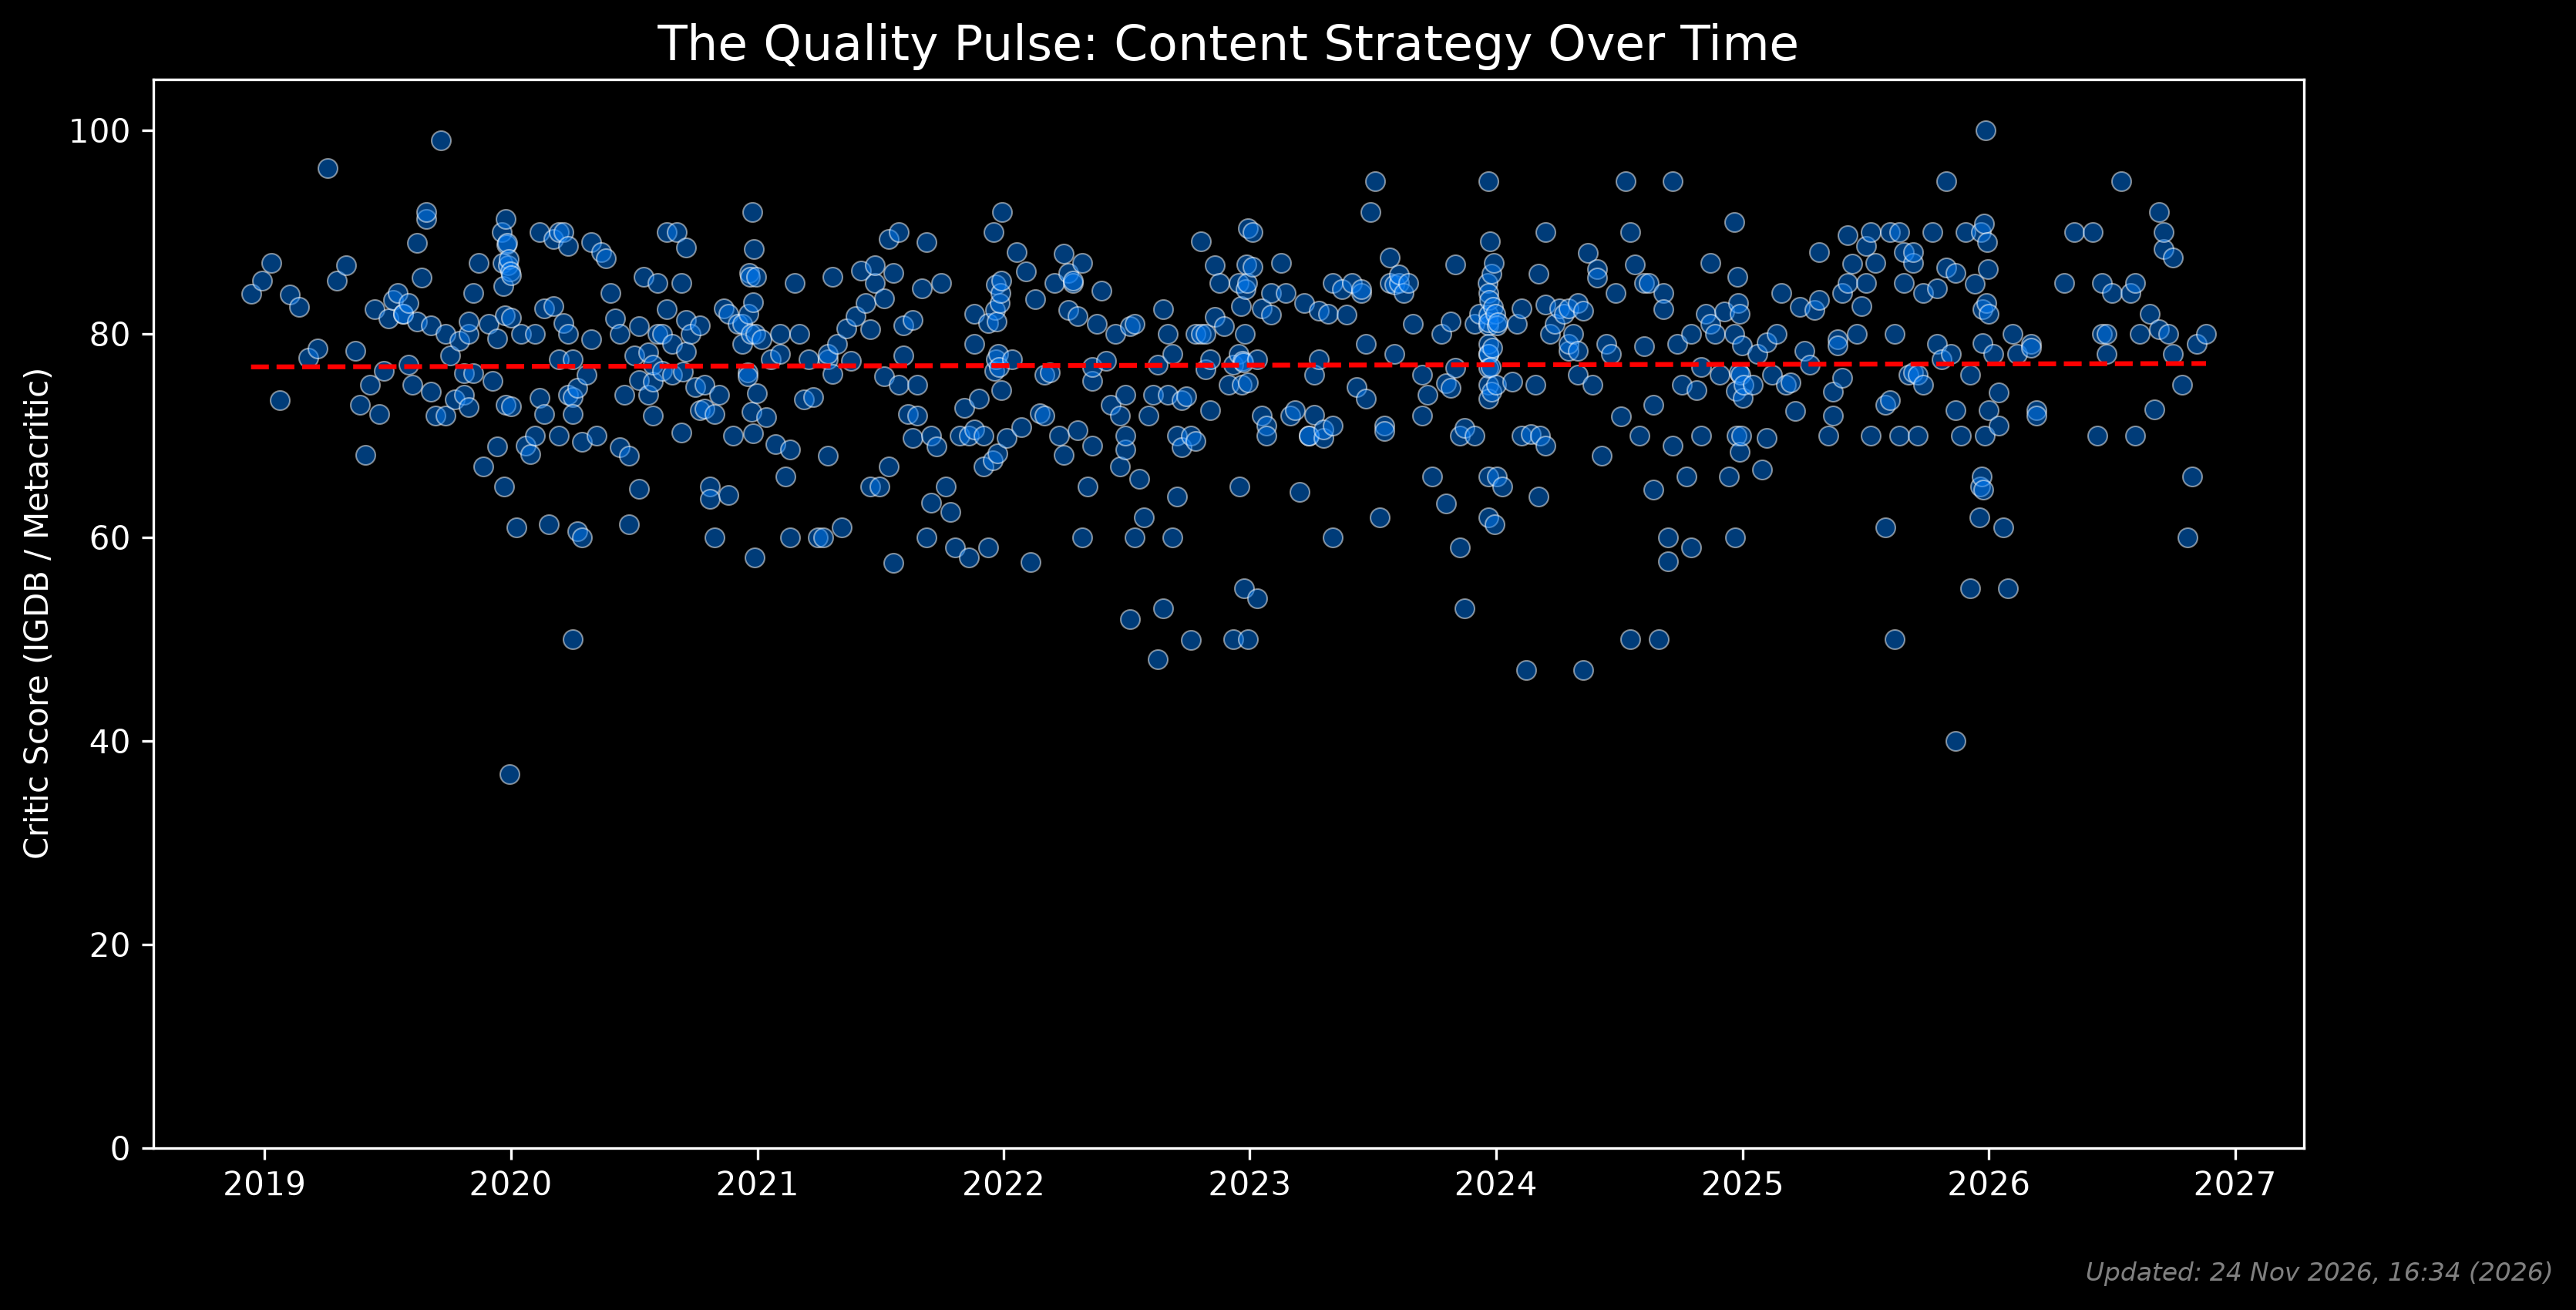 The Quality Pulse: Content Strategy Over Time
Critic Score (IGDB / Metacritic)
100
80
60
40
20
0
2019 2020 2021 2022 2023 2024 2025 2026 2027
Updated: 24 Nov 2026, 16:34 (2026)